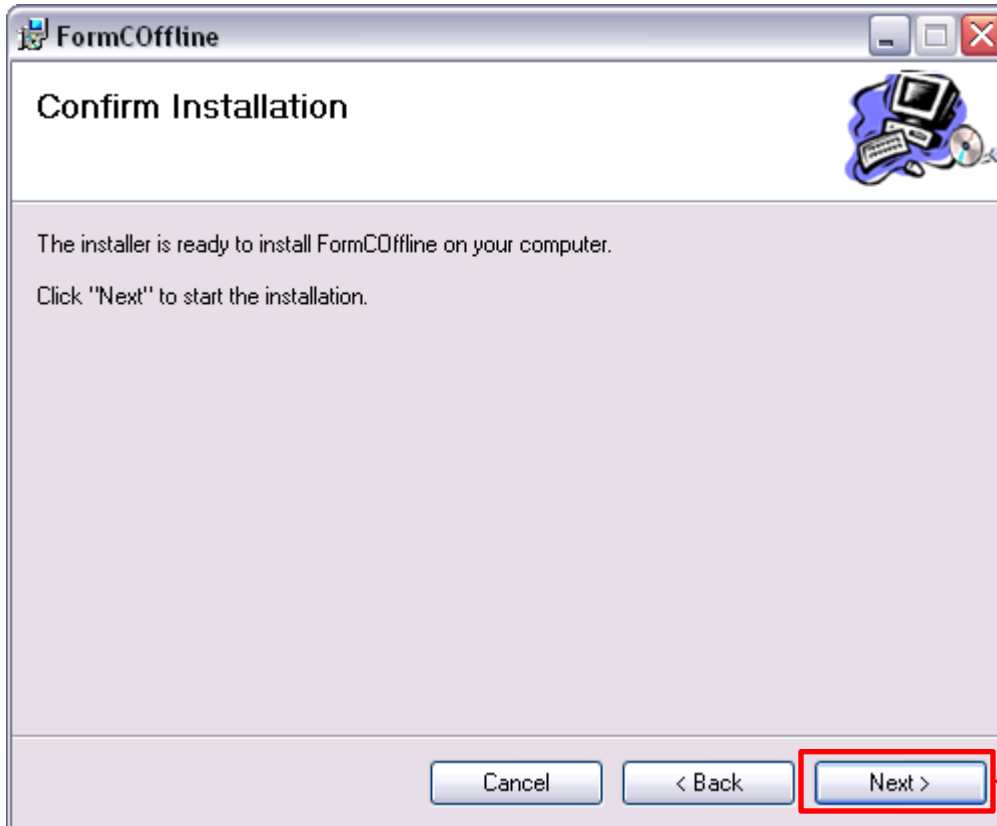 FormCOffline
Confirm Installation
The installer is ready to install FormCOffline on your computer.
Click "Next" to start the installation.
Cancel
< Back
Next >